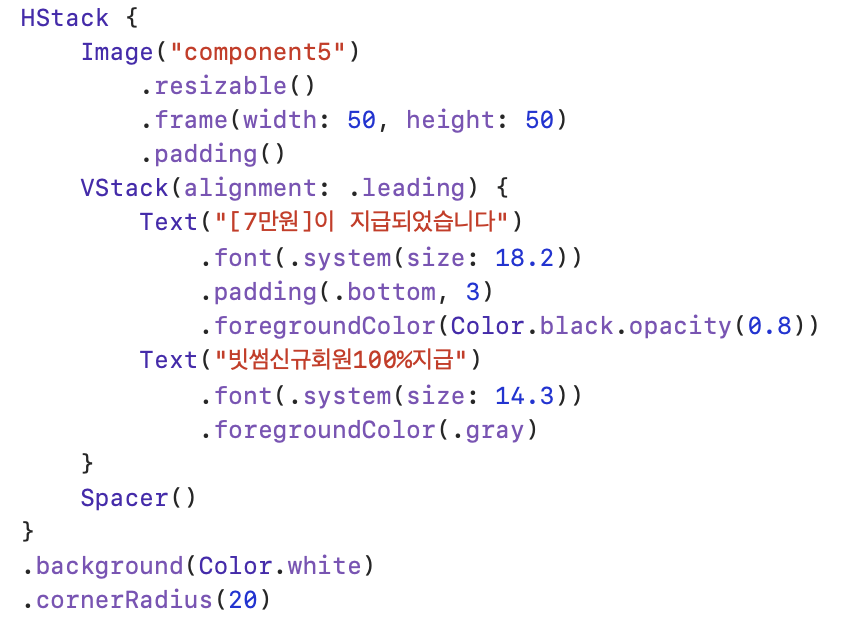 HStack {
    Image("component5")
        .resizable()
        .frame(width: 50, height: 50)
        .padding()
    VStack(alignment: .leading) {
        Text("[7만원]이 지급되었습니다")
            .font(.system(size: 18.2))
            .padding(.bottom, 3)
            .foregroundColor(Color.black.opacity(0.8))
        Text("빗썸신규회원100%지급")
            .font(.system(size: 14.3))
            .foregroundColor(.gray)
    }
    Spacer()
}
.background(Color.white)
.cornerRadius(20)